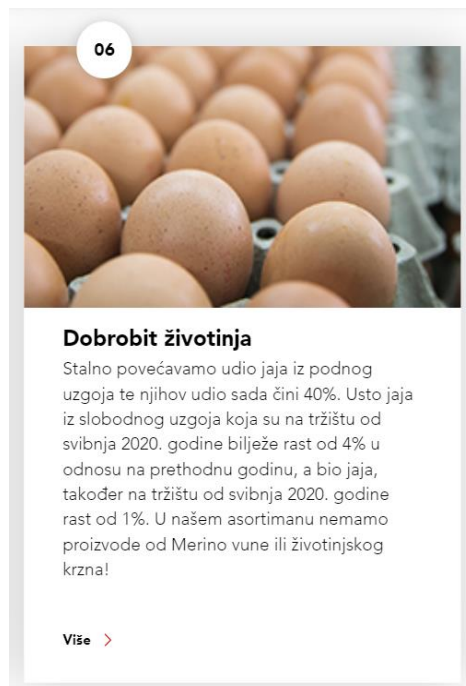 06
Dobrobit životinja
Stalno povećavamo udio jaja iz podnog
uzgoja te njihov udio sada čini 40%. Usto jaja
iz slobodnog uzgoja koja su na tržištu od
svibnja 2020. godine bilježe rast od 4% u
odnosu na prethodnu godinu, a bio jaja,
također na tržištu od svibnja 2020. godine
rast od 1%. U našem asortimanu nemamo
proizvode od Merino vune ili životinjskog
krzna!
Više